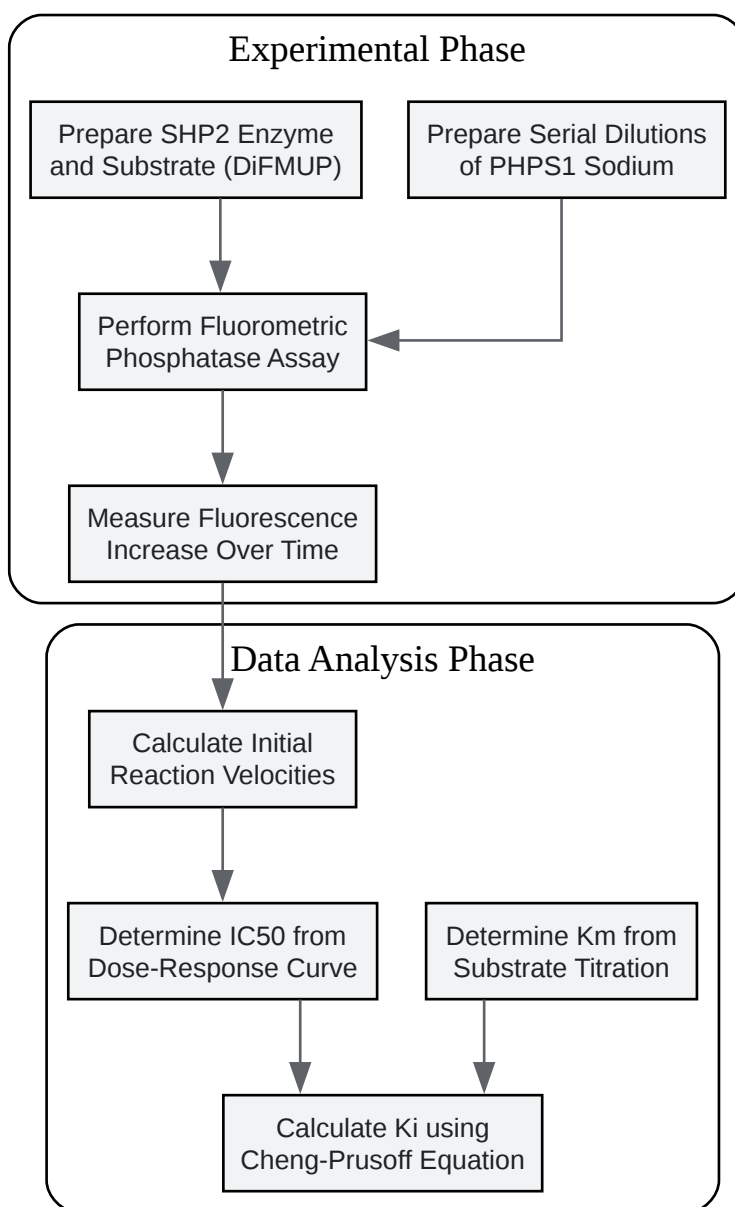 Experimental Phase
Prepare SHP2 Enzyme
and Substrate (DiFMUP)
Prepare Serial Dilutions
of PHPS1 Sodium
Perform Fluorometric
Phosphatase Assay
Measure Fluorescence
Increase Over Time
Data Analysis Phase
Calculate Initial
Reaction Velocities
Determine IC50 from
Dose-Response Curve
Determine Km from
Substrate Titration
Calculate Ki using
Cheng-Prusoff Equation